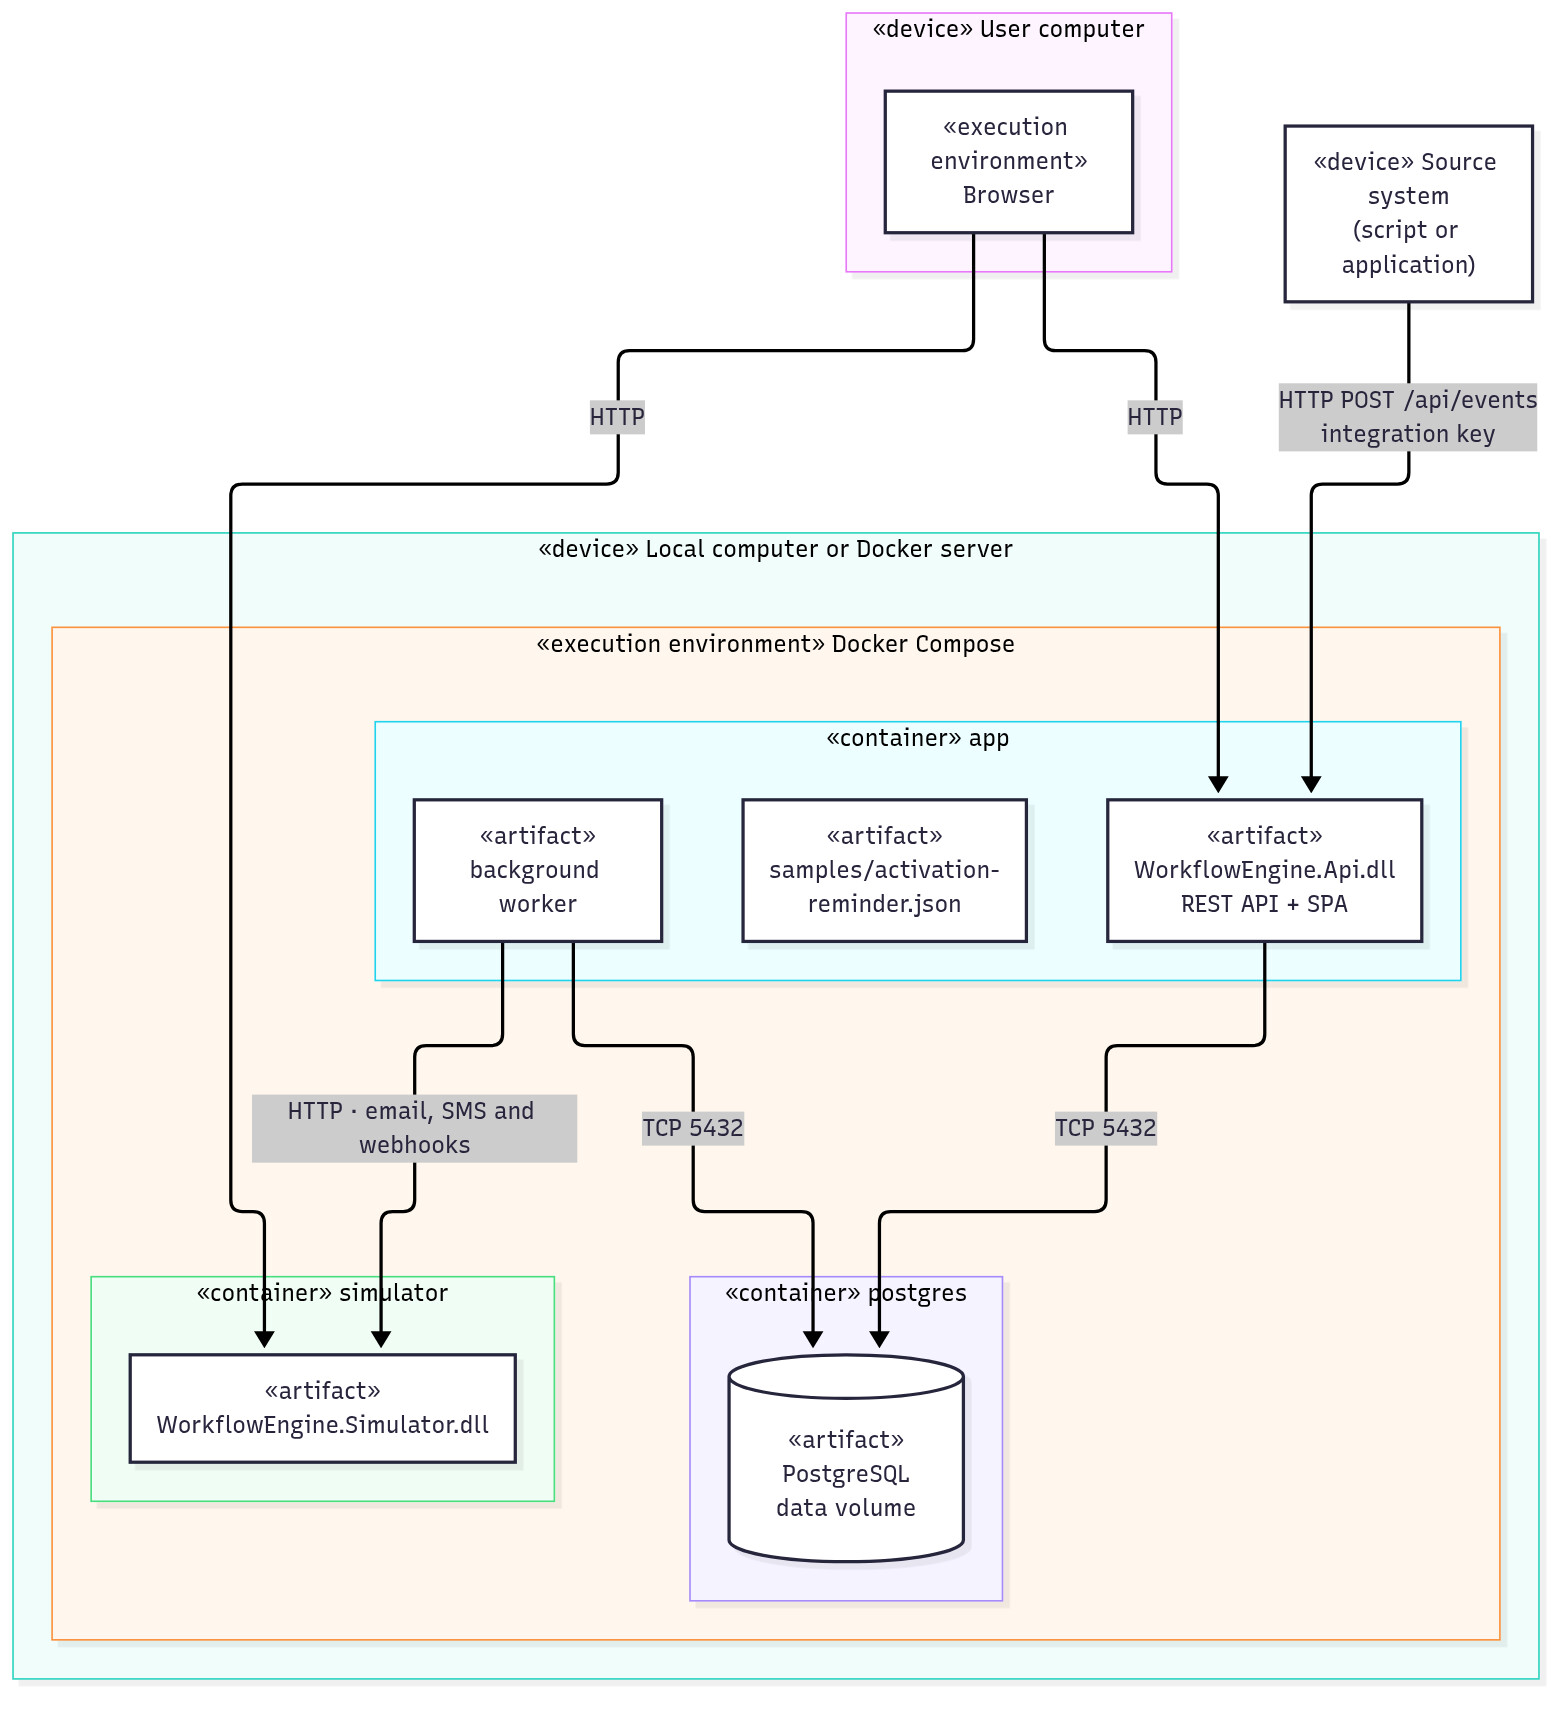 «device» User computer
«execution
environment»
Browser
«device» Source
system
(script or
application)
HTTP
HTTP
HTTP POST /api/events
integration key
«device» Local computer or Docker server
«execution environment» Docker Compose
«container» app
«artifact»
background
worker
«artifact»
samples/activation-
reminder.json
«artifact»
WorkflowEngine.Api.dll
REST API + SPA
HTTP · email, SMS and
webhooks
TCP 5432
TCP 5432
«container» simulator
«artifact»
WorkflowEngine.Simulator.dll
«container» postgres
«artifact»
PostgreSQL
data volume